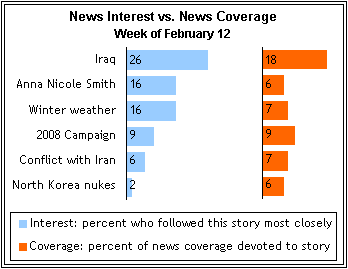 News Interest vs. News Coverage
Week of February 12
Iraq 26 18
Anna Nicole Smith 16 6
Winter weather 16 7
2008 Campaign 9 9
Conflict with Iran 6 7
North Korea nukes 2 6
Interest: percent who followed this story most closely
Coverage: percent of news coverage devoted to story